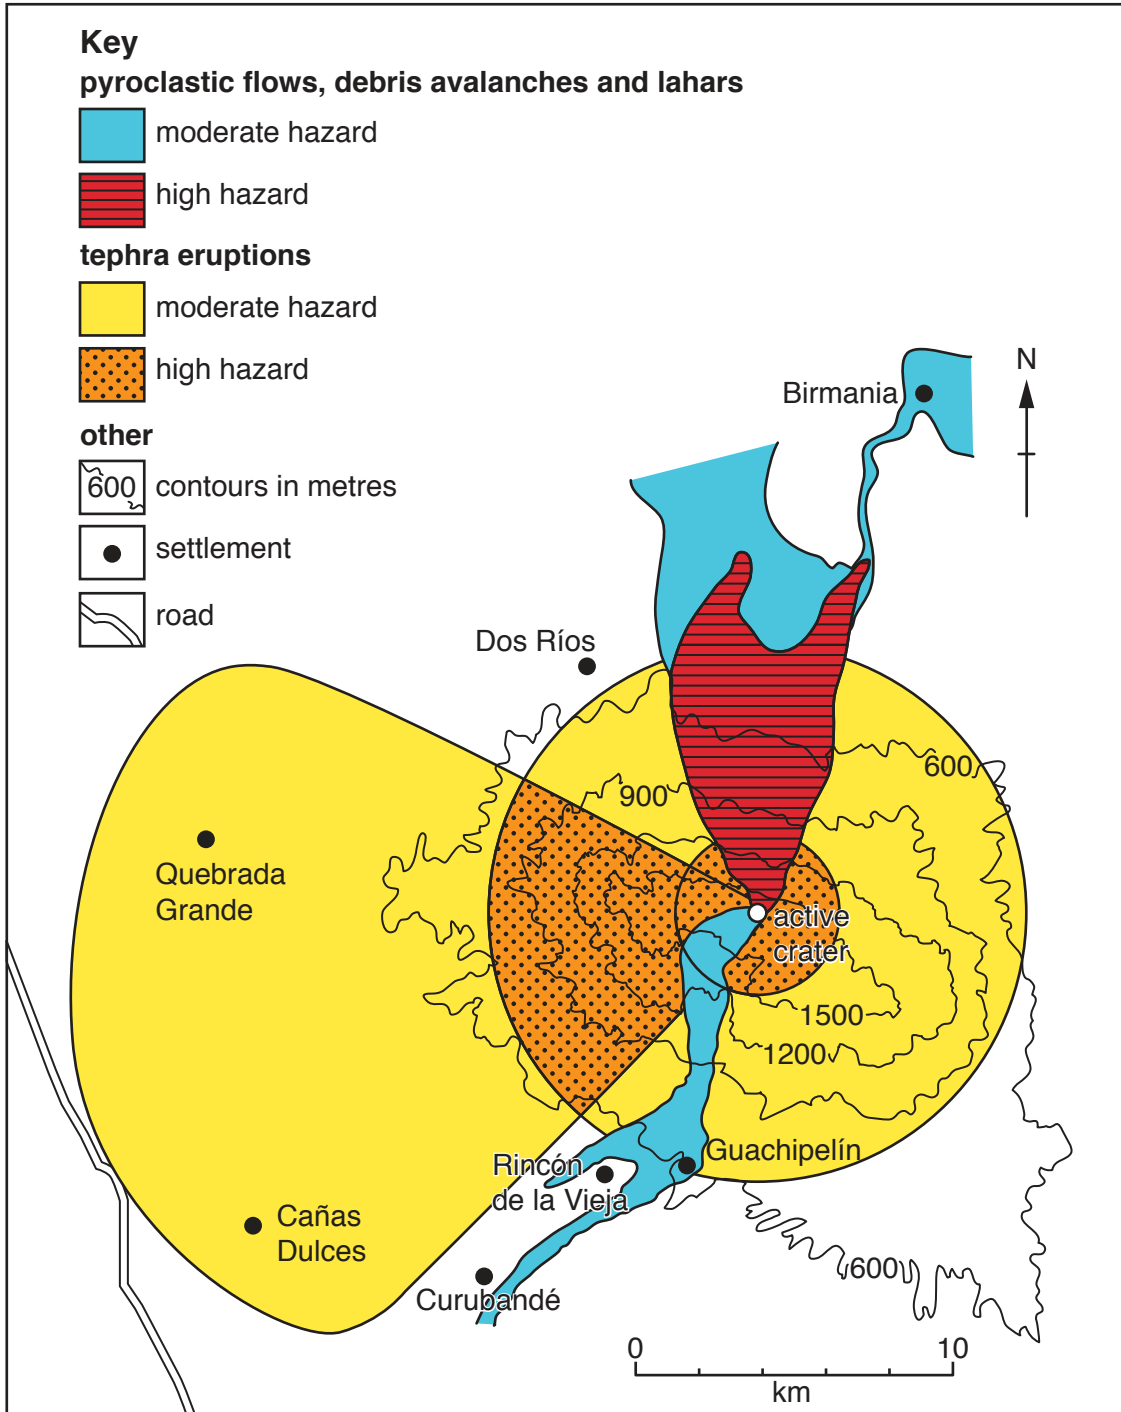 Key
pyroclastic flows, debris avalanches and lahars
moderate hazard
high hazard
tephra eruptions
moderate hazard
high hazard
other
600
contours in metres
settlement
road
N
Birmania
Dos Ríos
600
900
Quebrada
Grande
active
crater
1500
1200
Guachipelín
Rincón
de la Vieja
Cañas
Dulces
600
Curubandé
0
10
km